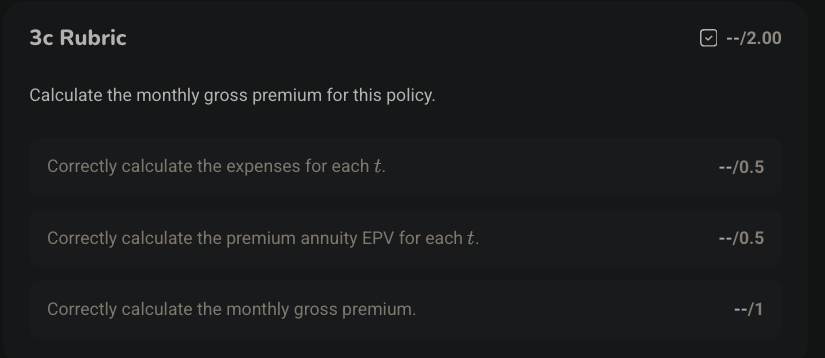 3c Rubric
--/2.00
Calculate the monthly gross premium for this policy.
Correctly calculate the expenses for each t.
--/0.5
Correctly calculate the premium annuity EPV for each t.
--/0.5
Correctly calculate the monthly gross premium.
--/1